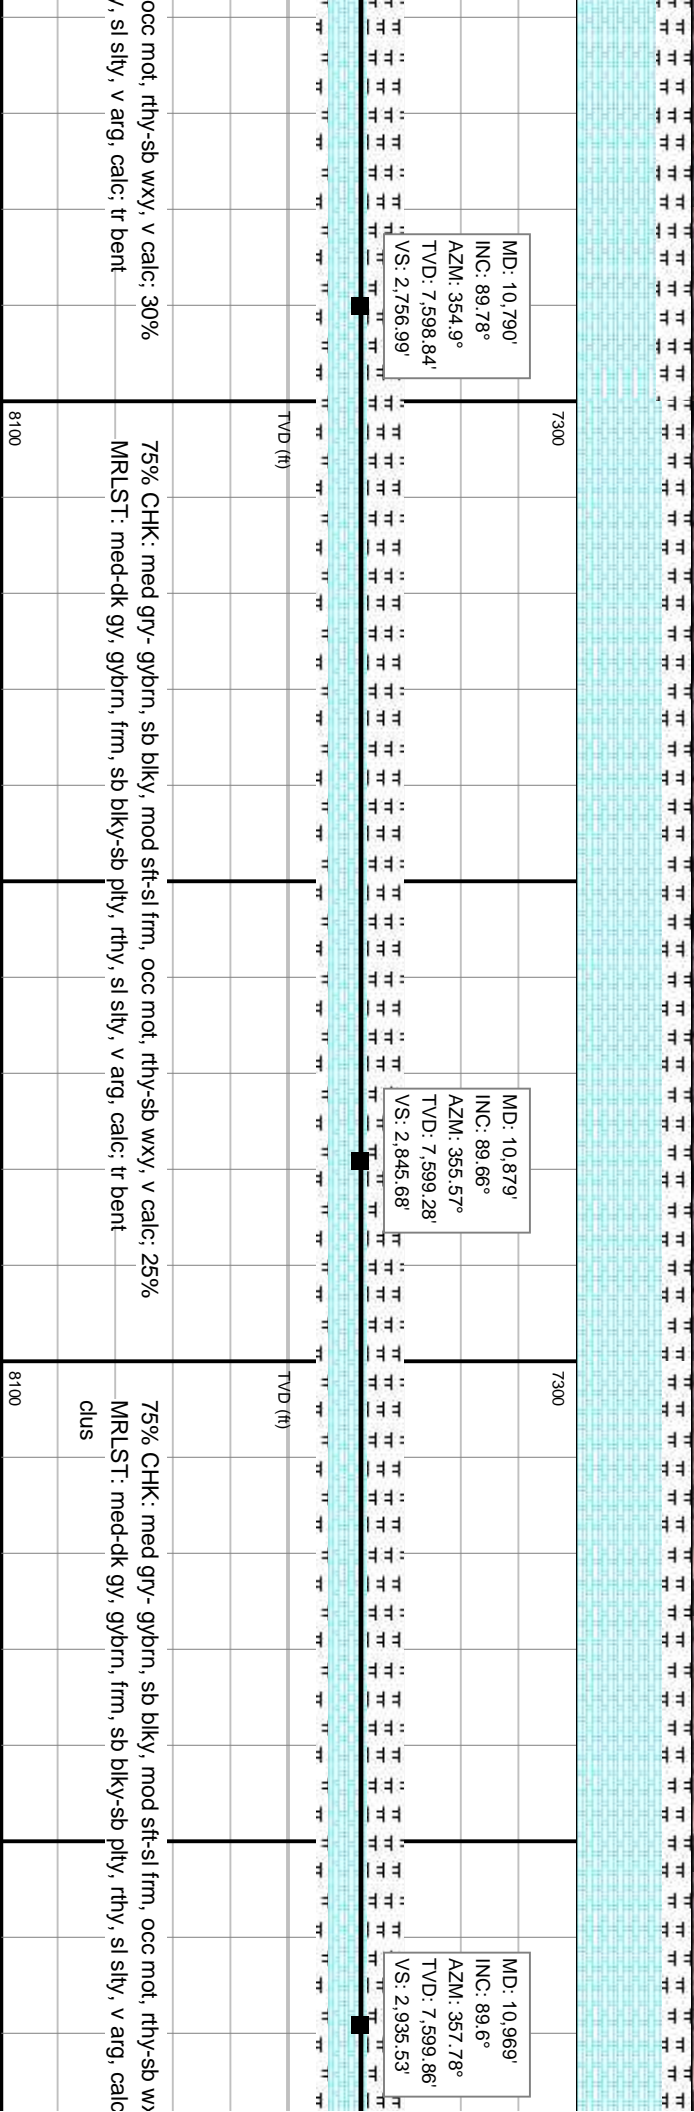 occ mot, rthy-sb wxy, v calc; 30%
, sl slty, v arg, calc; tr bent
MD: 10,790'
INC: 89.78°
AZM: 354.9°
TVD: 7,598.84'
VS: 2,756.99'
7300
TVD (ft)
8100
75% CHK: med gry- gybrn, sb blky, mod sft-sl frm, occ mot, rthy-sb wxy, v calc; 25%
MRLST: med-dk gy, gybrn, frm, sb blky-sb plty, rthy, sl slty, v arg, calc; tr bent
MD: 10,879'
INC: 89.66°
AZM: 355.57°
TVD: 7,599.28'
VS: 2,845.68'
7300
TVD (ft)
8100
75% CHK: med gry- gybrn, sb blky, mod sft-sl frm, occ mot, rthy-sb wx
MRLST: med-dk gy, gybrn, frm, sb blky-sb plty, rthy, sl slty, v arg, calc
clus
MD: 10,969'
INC: 89.6°
AZM: 357.78°
TVD: 7,599.86'
VS: 2,935.53'